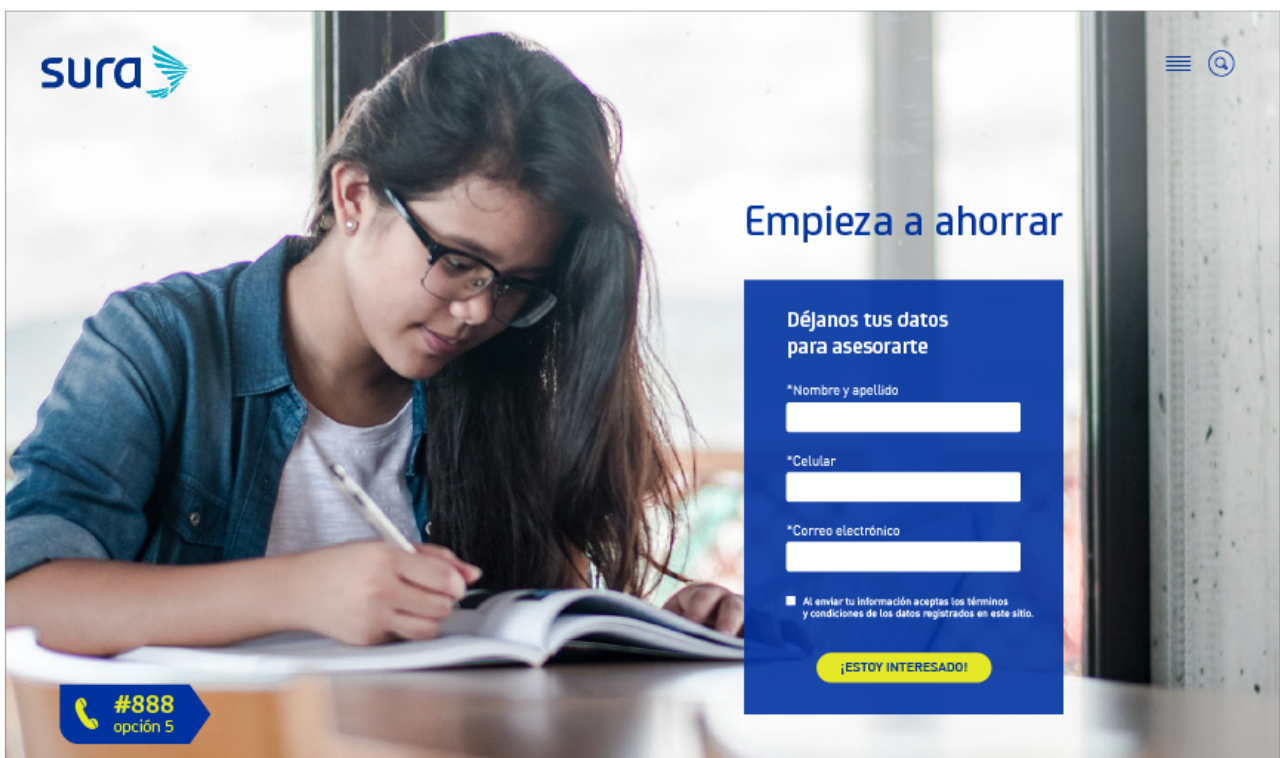 sura
Empieza a ahorrar
Déjanos tus datos
para asesorarte
*Nombre y apellido
*Celular
*Correo electrónico
Al enviar tu información aceptas los términos
y condiciones de los datos registrados en este sitio.
¡ESTOY INTERESADO!
#888
opción 5